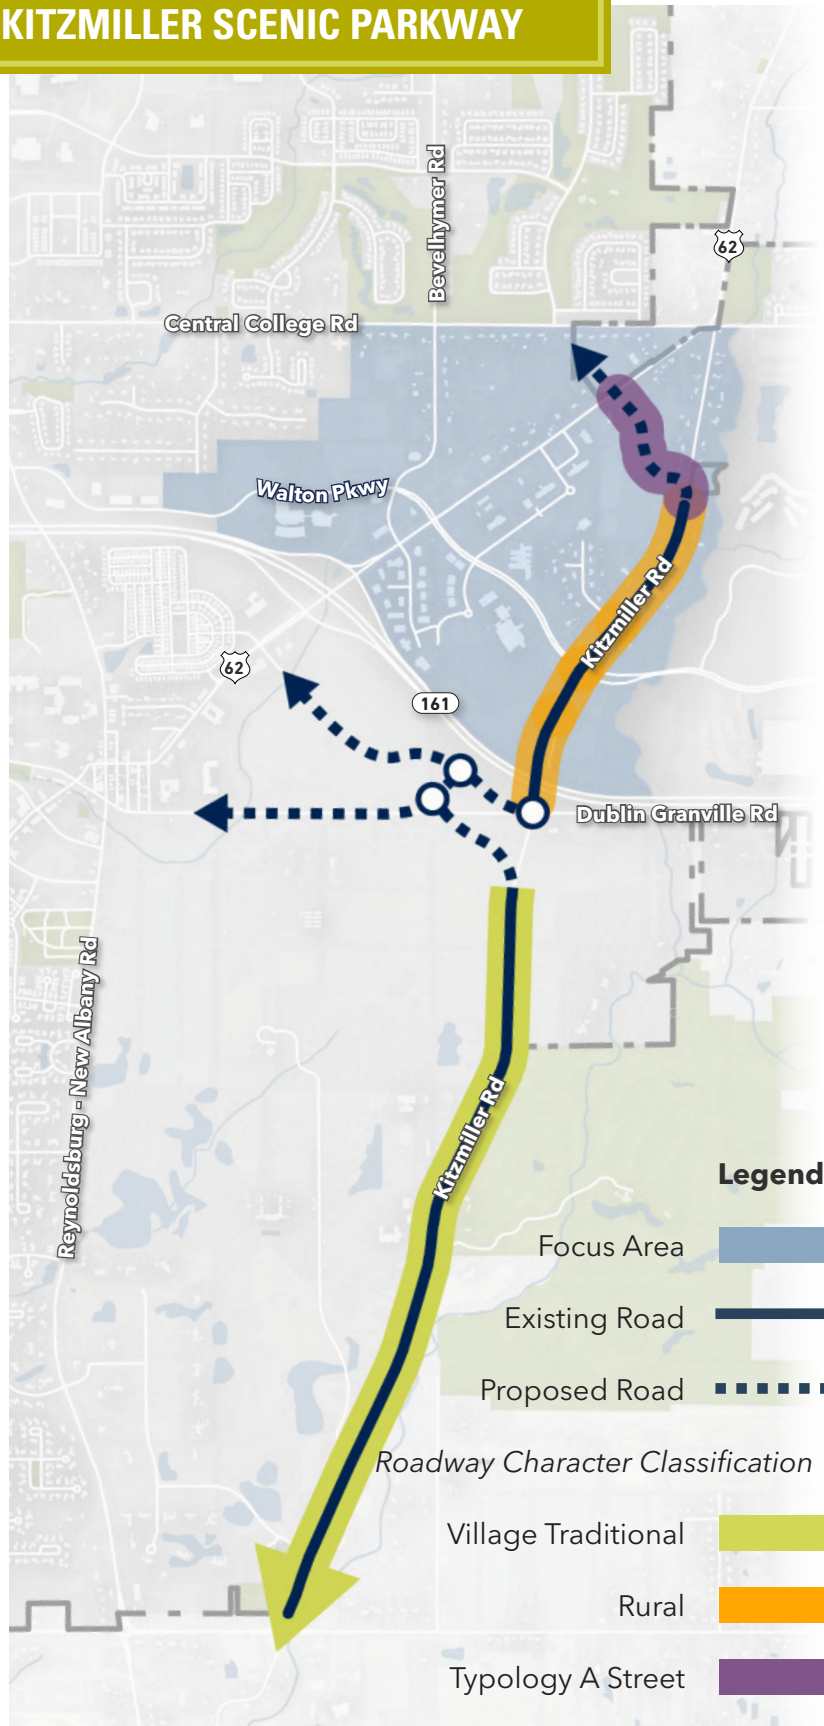 KITZMILLER SCENIC PARKWAY
Bevelhymer Rd
62
Central College Rd
Walton Pkwy
Kitzmiller Rd
62
161
Dublin Granville Rd
Reynoldsburg - New Albany Rd
Kitzmiller Rd
Legend
Focus Area
Existing Road
Proposed Road
Roadway Character Classification
Village Traditional
Rural
Typology A Street